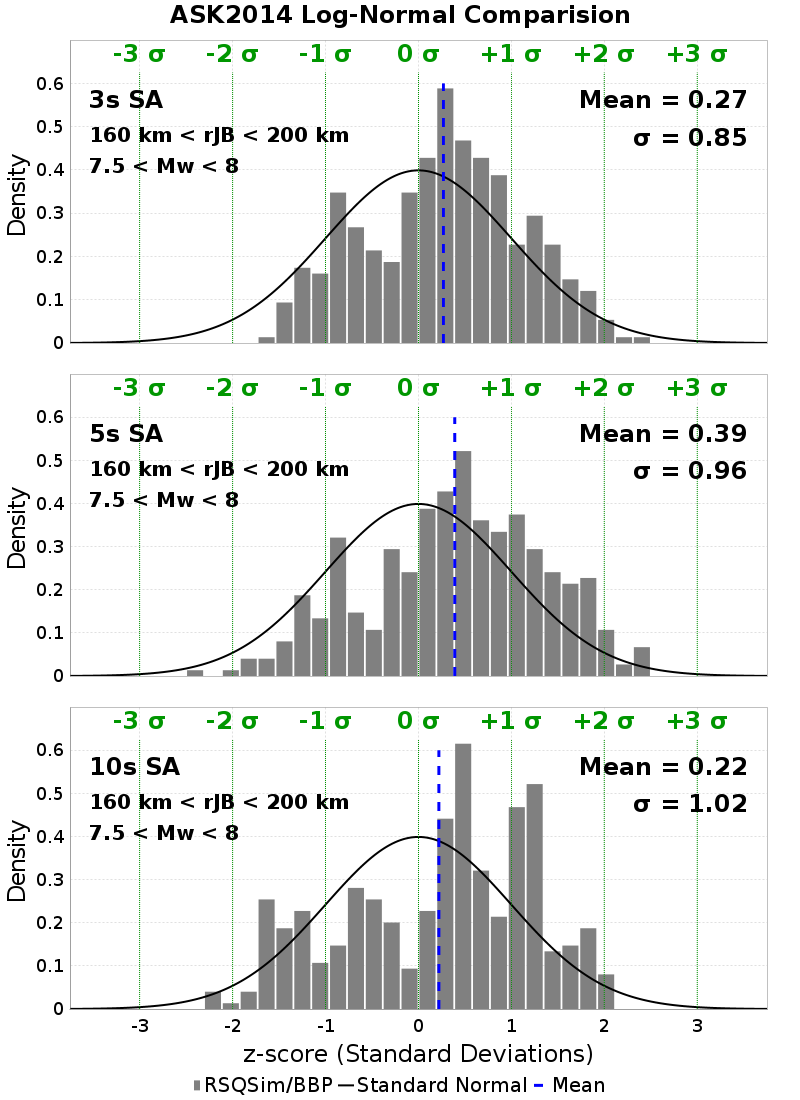 ASK2014 Log-Normal Comparision
-3 σ -2 σ -1 σ 0 σ +1 σ +2 σ +3 σ
3s SA
Mean = 0.27
160 km < rJB < 200 km
σ = 0.85
7.5 < Mw < 8
Density
0.6
0.5
0.4
0.3
0.2
0.1
0
-3 σ -2 σ -1 σ 0 σ +1 σ +2 σ +3 σ
5s SA
Mean = 0.39
160 km < rJB < 200 km
σ = 0.96
7.5 < Mw < 8
Density
0.6
0.5
0.4
0.3
0.2
0.1
0
-3 σ -2 σ -1 σ 0 σ +1 σ +2 σ +3 σ
10s SA
Mean = 0.22
160 km < rJB < 200 km
σ = 1.02
7.5 < Mw < 8
Density
0.6
0.5
0.4
0.3
0.2
0.1
0
-3 -2 -1 0 1 2 3
z-score (Standard Deviations)
RSQSim/BBP Standard Normal Mean